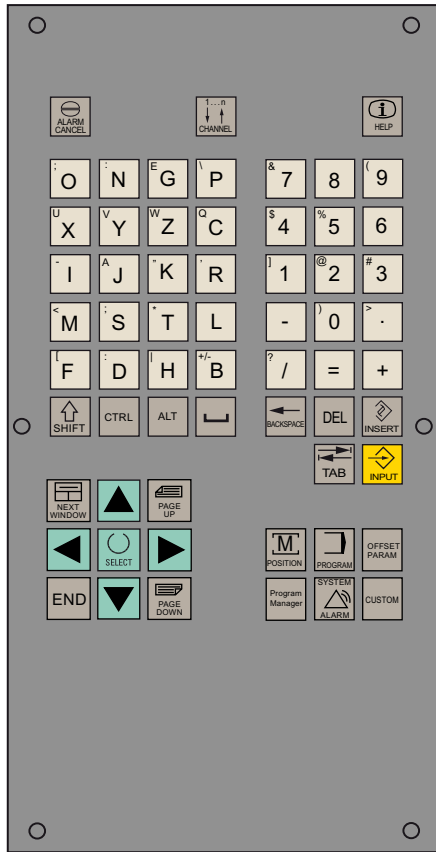 ALARM CANCEL
1...n CHANNEL
HELP
; O : N E G \ P & 7 8 ( 9
U X V Y W Z Q C $ 4 % 5 6
- I A J " K ' R ] 1 @ 2 # 3
< M ; S * T L - ) 0 > .
[ F : D | H +/- B ? / = +
SHIFT CTRL ALT BACKSPACE DEL INSERT
TAB INPUT
NEXT WINDOW PAGE UP
SELECT M POSITION PROGRAM OFFSET PARAM
END PAGE DOWN Program Manager SYSTEM ALARM CUSTOM